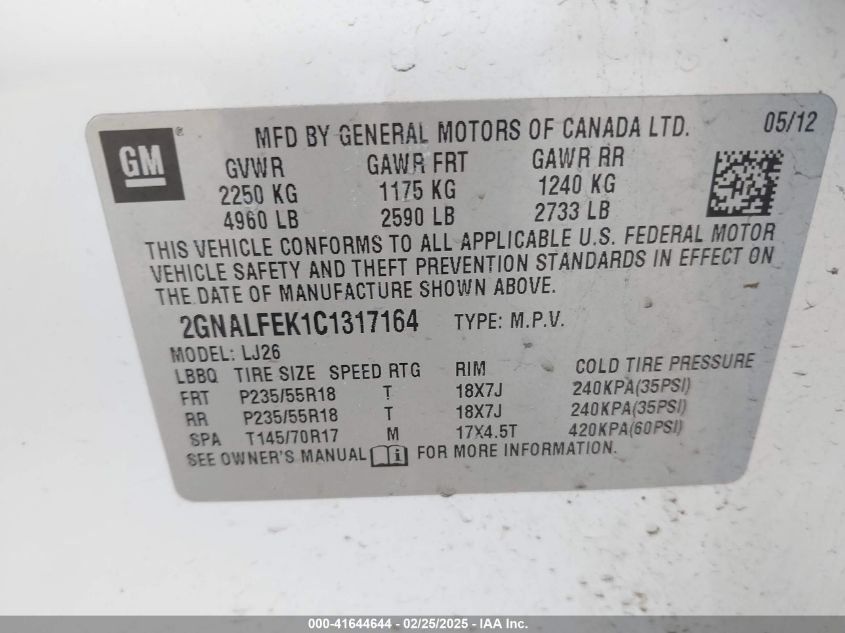 GM ® MFD BY GENERAL MOTORS OF CANADA LTD. 05/12
GVWR GAWR FRT GAWR RR
2250 KG 1175 KG 1240 KG
4960 LB 2590 LB 2733 LB
THIS VEHICLE CONFORMS TO ALL APPLICABLE U.S. FEDERAL MOTOR
VEHICLE SAFETY AND THEFT PREVENTION STANDARDS IN EFFECT ON
THE DATE OF MANUFACTURE SHOWN ABOVE.
2GNALFEK1C1317164 TYPE: M.P.V.
MODEL: LJ26
LBBQ TIRE SIZE SPEED RTG RIM COLD TIRE PRESSURE
FRT P235/55R18 T 18X7J 240KPA(35PSI)
RR P235/55R18 T 18X7J 240KPA(35PSI)
SPA T145/70R17 M 17X4.5T 420KPA(60PSI)
SEE OWNER'S MANUAL i FOR MORE INFORMATION.
000-41644644 - 02/25/2025 - IAA Inc.